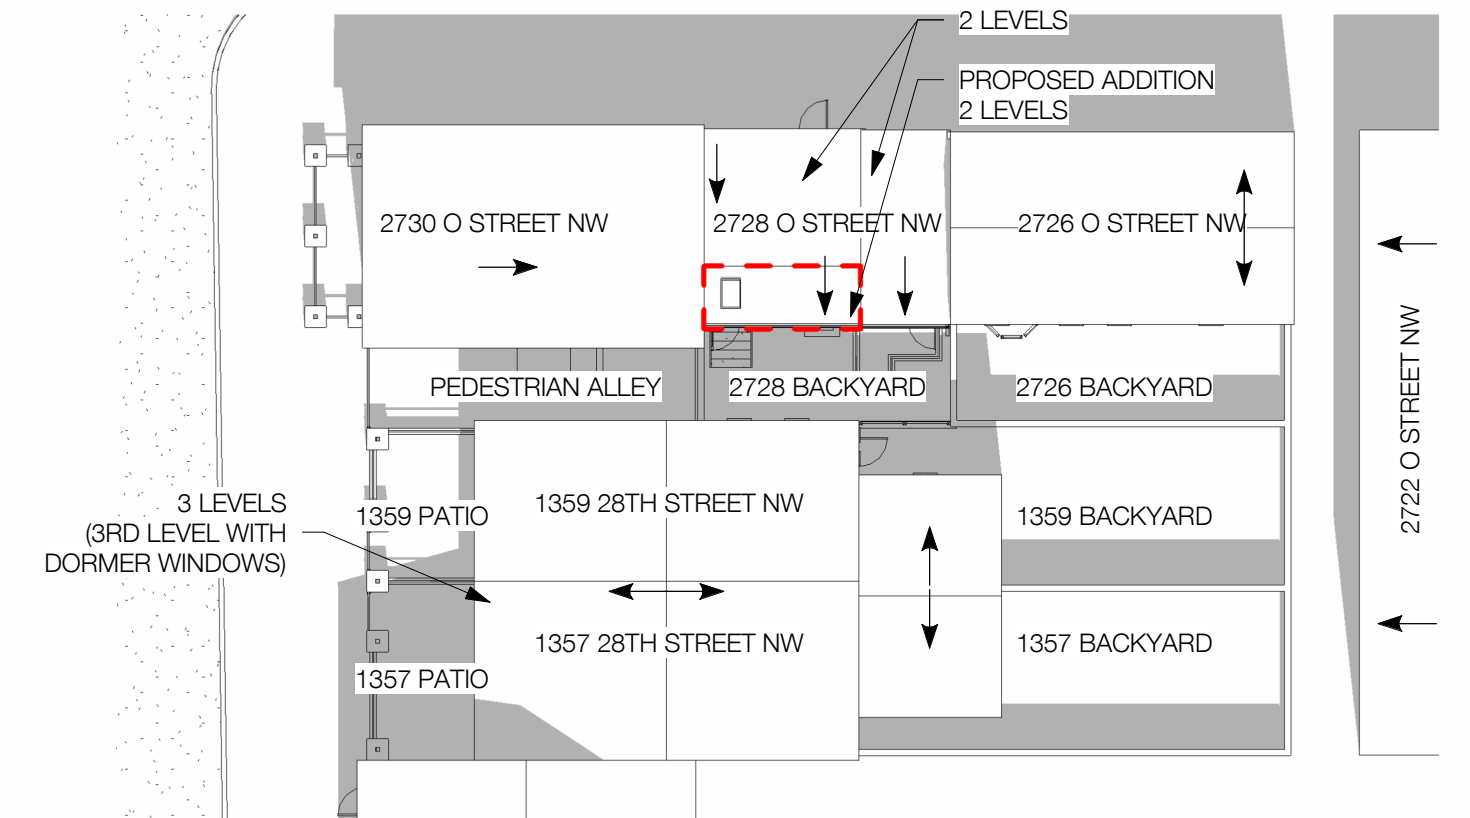 2 LEVELS
PROPOSED ADDITION
2 LEVELS
2730 O STREET NW
2728 O STREET NW
2726 O STREET NW
2722 O STREET NW
PEDESTRIAN ALLEY
2728 BACKYARD
2726 BACKYARD
3 LEVELS
(3RD LEVEL WITH
DORMER WINDOWS)
1359 PATIO
1359 28TH STREET NW
1359 BACKYARD
1357 28TH STREET NW
1357 BACKYARD
1357 PATIO